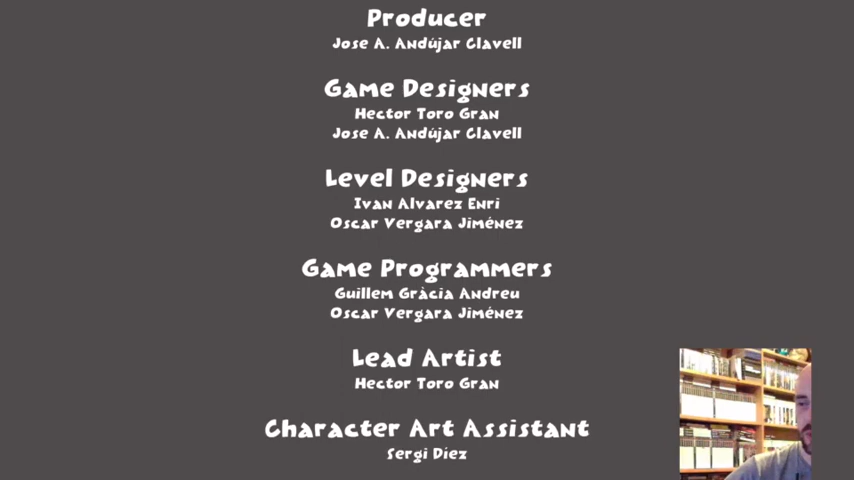 Producer
Jose A. Andújar Clavell
Game Designers
Hector Toro Gran
Jose A. Andújar Clavell
Level Designers
Ivan Alvarez Enri
Oscar Vergara Jiménez
Game Programmers
Guillem Gràcia Andreu
Oscar Vergara Jiménez
Lead Artist
Hector Toro Gran
Character Art Assistant
Sergi Díez